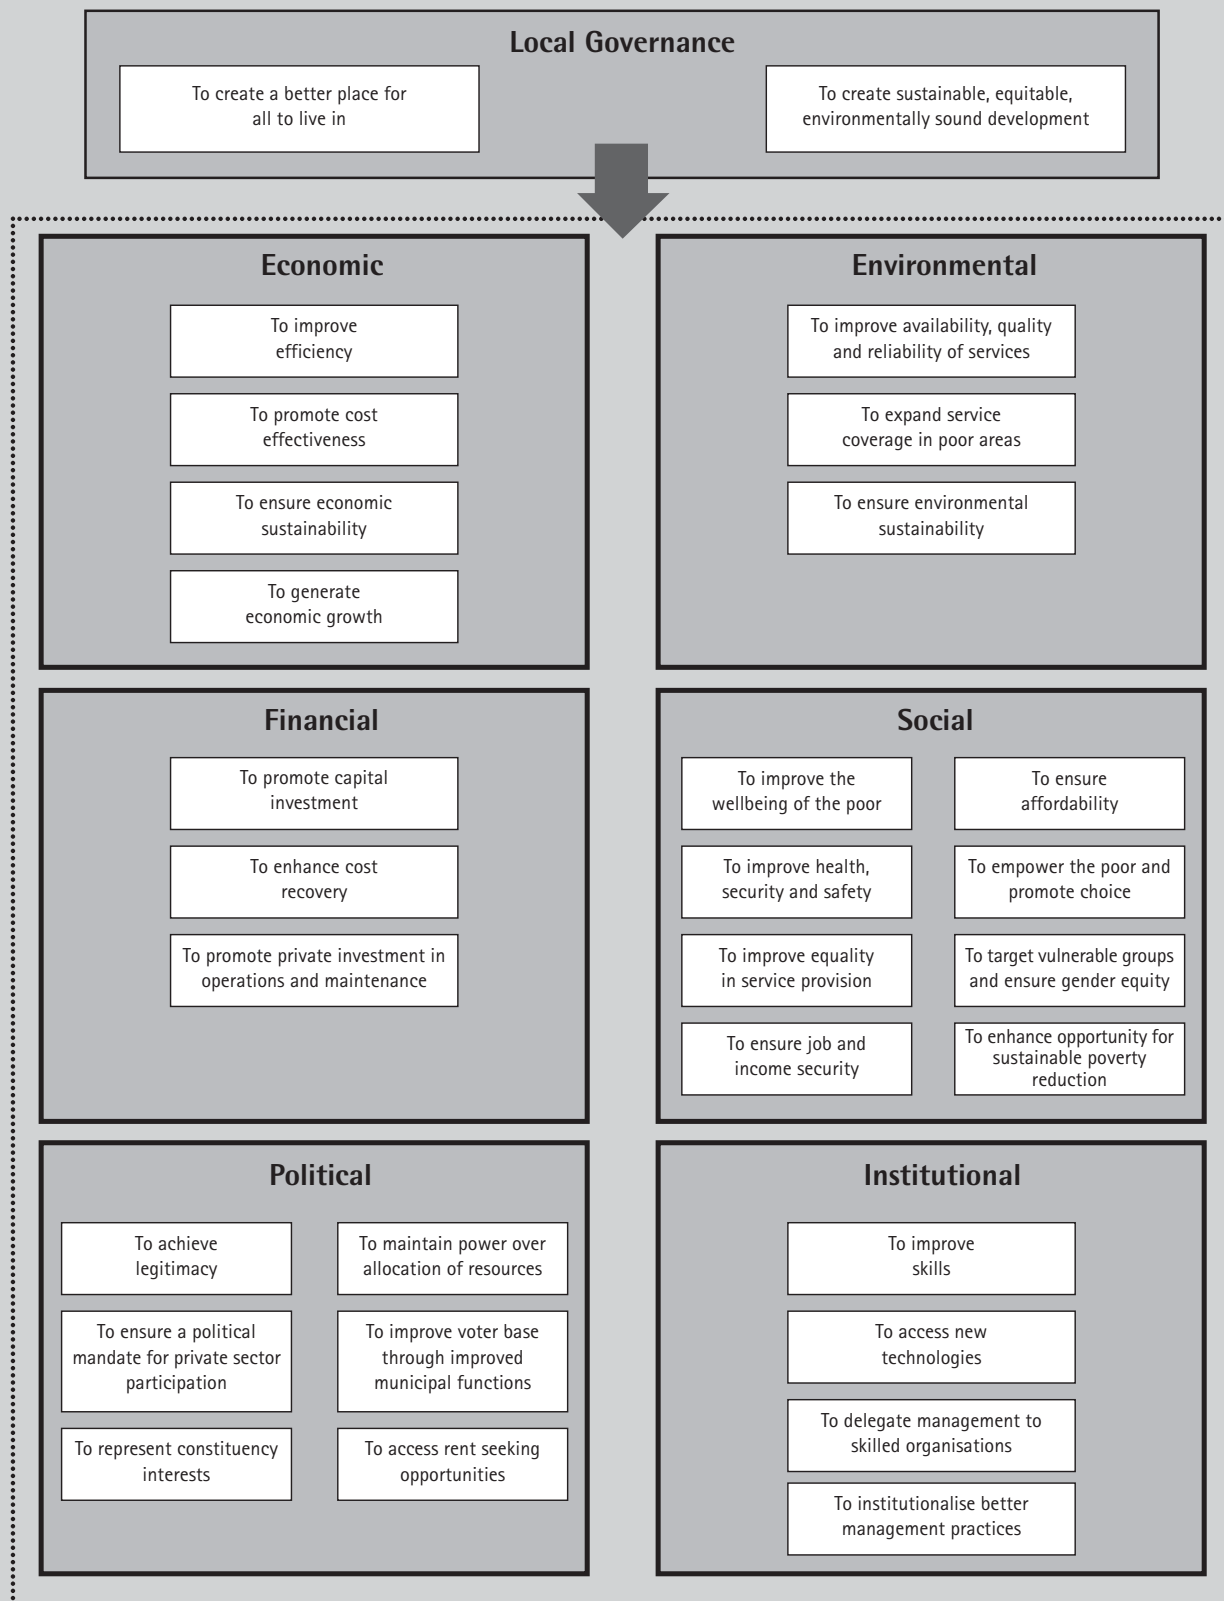 Local Governance
To create a better place for
all to live in
To create sustainable, equitable,
environmentally sound development
Economic
To improve
efficiency
To promote cost
effectiveness
To ensure economic
sustainability
To generate
economic growth
Environmental
To improve availability, quality
and reliability of services
To expand service
coverage in poor areas
To ensure environmental
sustainability
Financial
To promote capital
investment
To enhance cost
recovery
To promote private investment in
operations and maintenance
Social
To improve the
wellbeing of the poor
To ensure
affordability
To improve health,
security and safety
To empower the poor and
promote choice
To improve equality
in service provision
To target vulnerable groups
and ensure gender equity
To ensure job and
income security
To enhance opportunity for
sustainable poverty
reduction
Political
To achieve
legitimacy
To maintain power over
allocation of resources
To ensure a political
mandate for private sector
participation
To improve voter base
through improved
municipal functions
To represent constituency
interests
To access rent seeking
opportunities
Institutional
To improve
skills
To access new
technologies
To delegate management to
skilled organisations
To institutionalise better
management practices